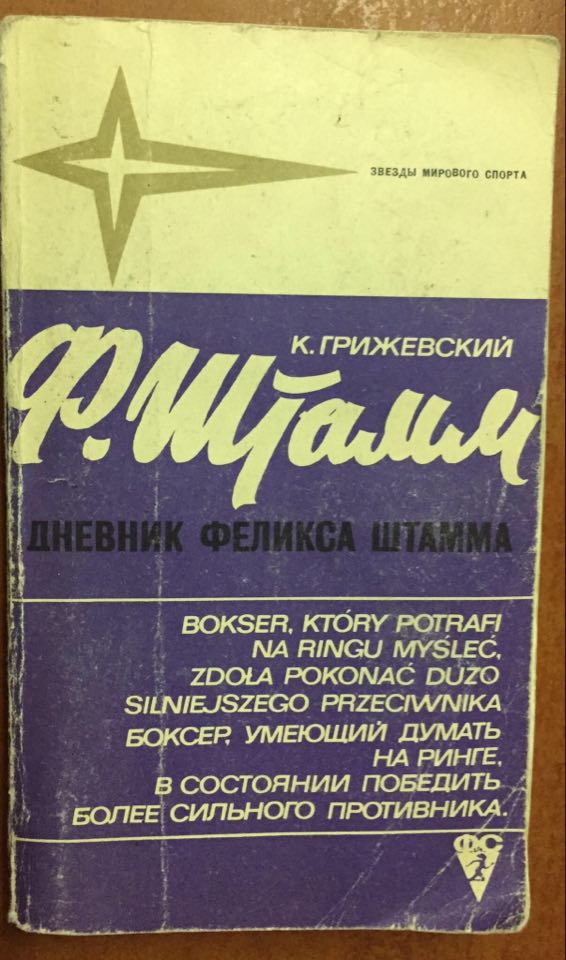 ЗВЕЗДЫ МИРОВОГО СПОРТА
К. ГРИЖЕВСКИЙ
Ф. Штамм
ДНЕВНИК ФЕЛИКСА ШТАММА
BOKSER, KTÓRY POTRAFI
NA RINGU MYŚLEĆ,
ZDOŁA POKONAĆ DUZO
SILNIEJSZEGO PRZECIWNIKA
БОКСЕР, УМЕЮЩИЙ ДУМАТЬ
НА РИНГЕ,
В СОСТОЯНИИ ПОБЕДИТЬ
БОЛЕЕ СИЛЬНОГО ПРОТИВНИКА.
ФиС